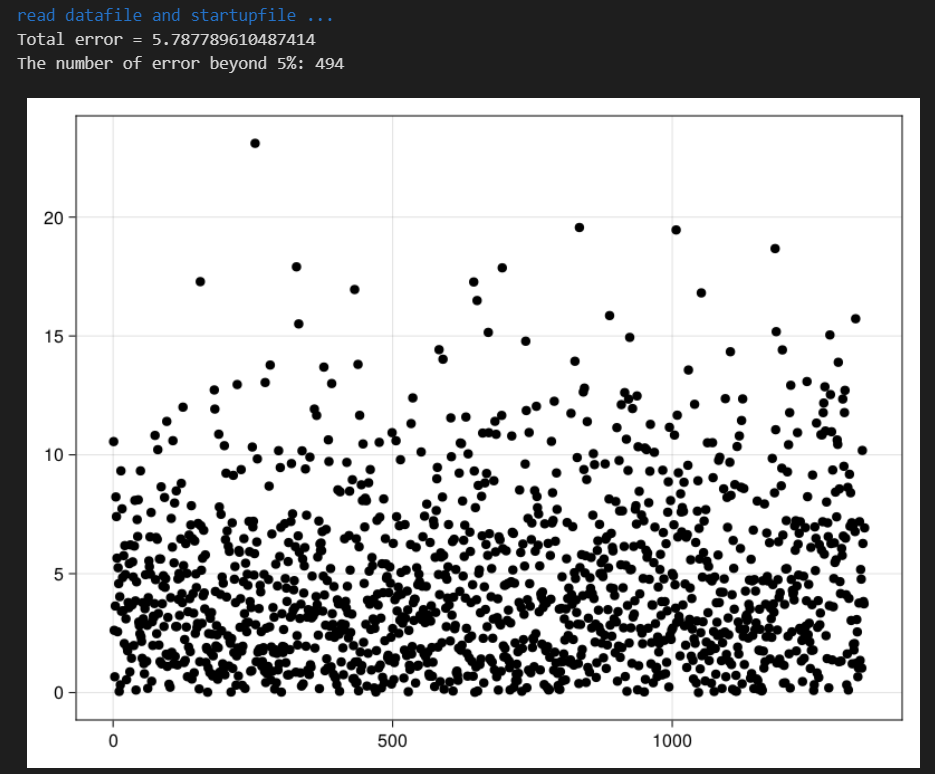 read datafile and startupfile ...
Total error = 5.787789610487414
The number of error beyond 5%: 494
20
15
10
5
0
0 500 1000